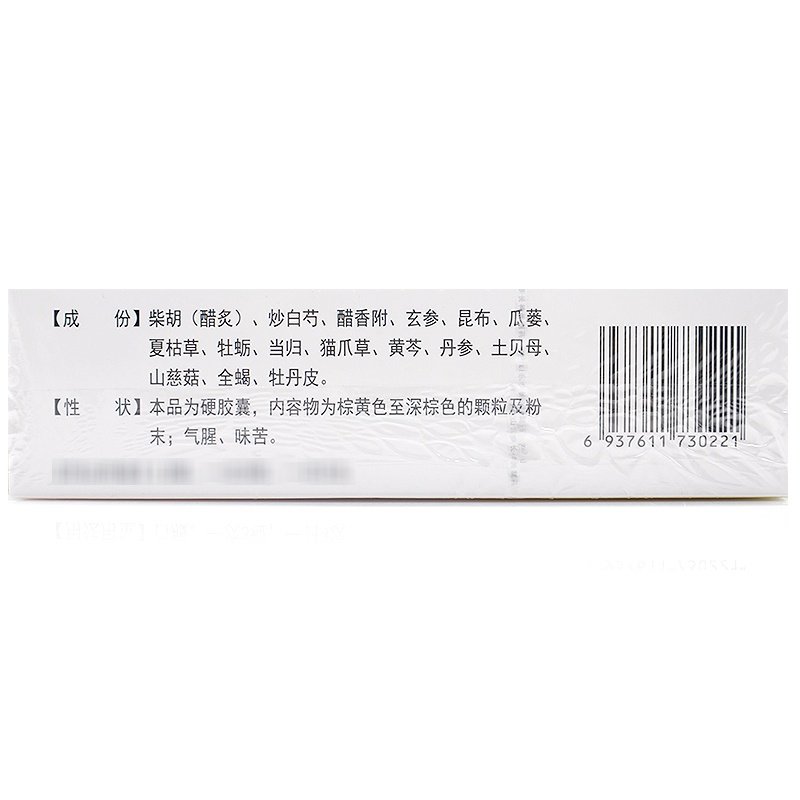 【成 份】柴胡（醋炙）、炒白芍、醋香附、玄参、昆布、瓜蒌、
夏枯草、牡蛎、当归、猫爪草、黄芩、丹参、土贝母、
山慈菇、全蝎、牡丹皮。
【性 状】本品为硬胶囊，内容物为棕黄色至深棕色的颗粒及粉
末；气腥、味苦。
6 937611 730221